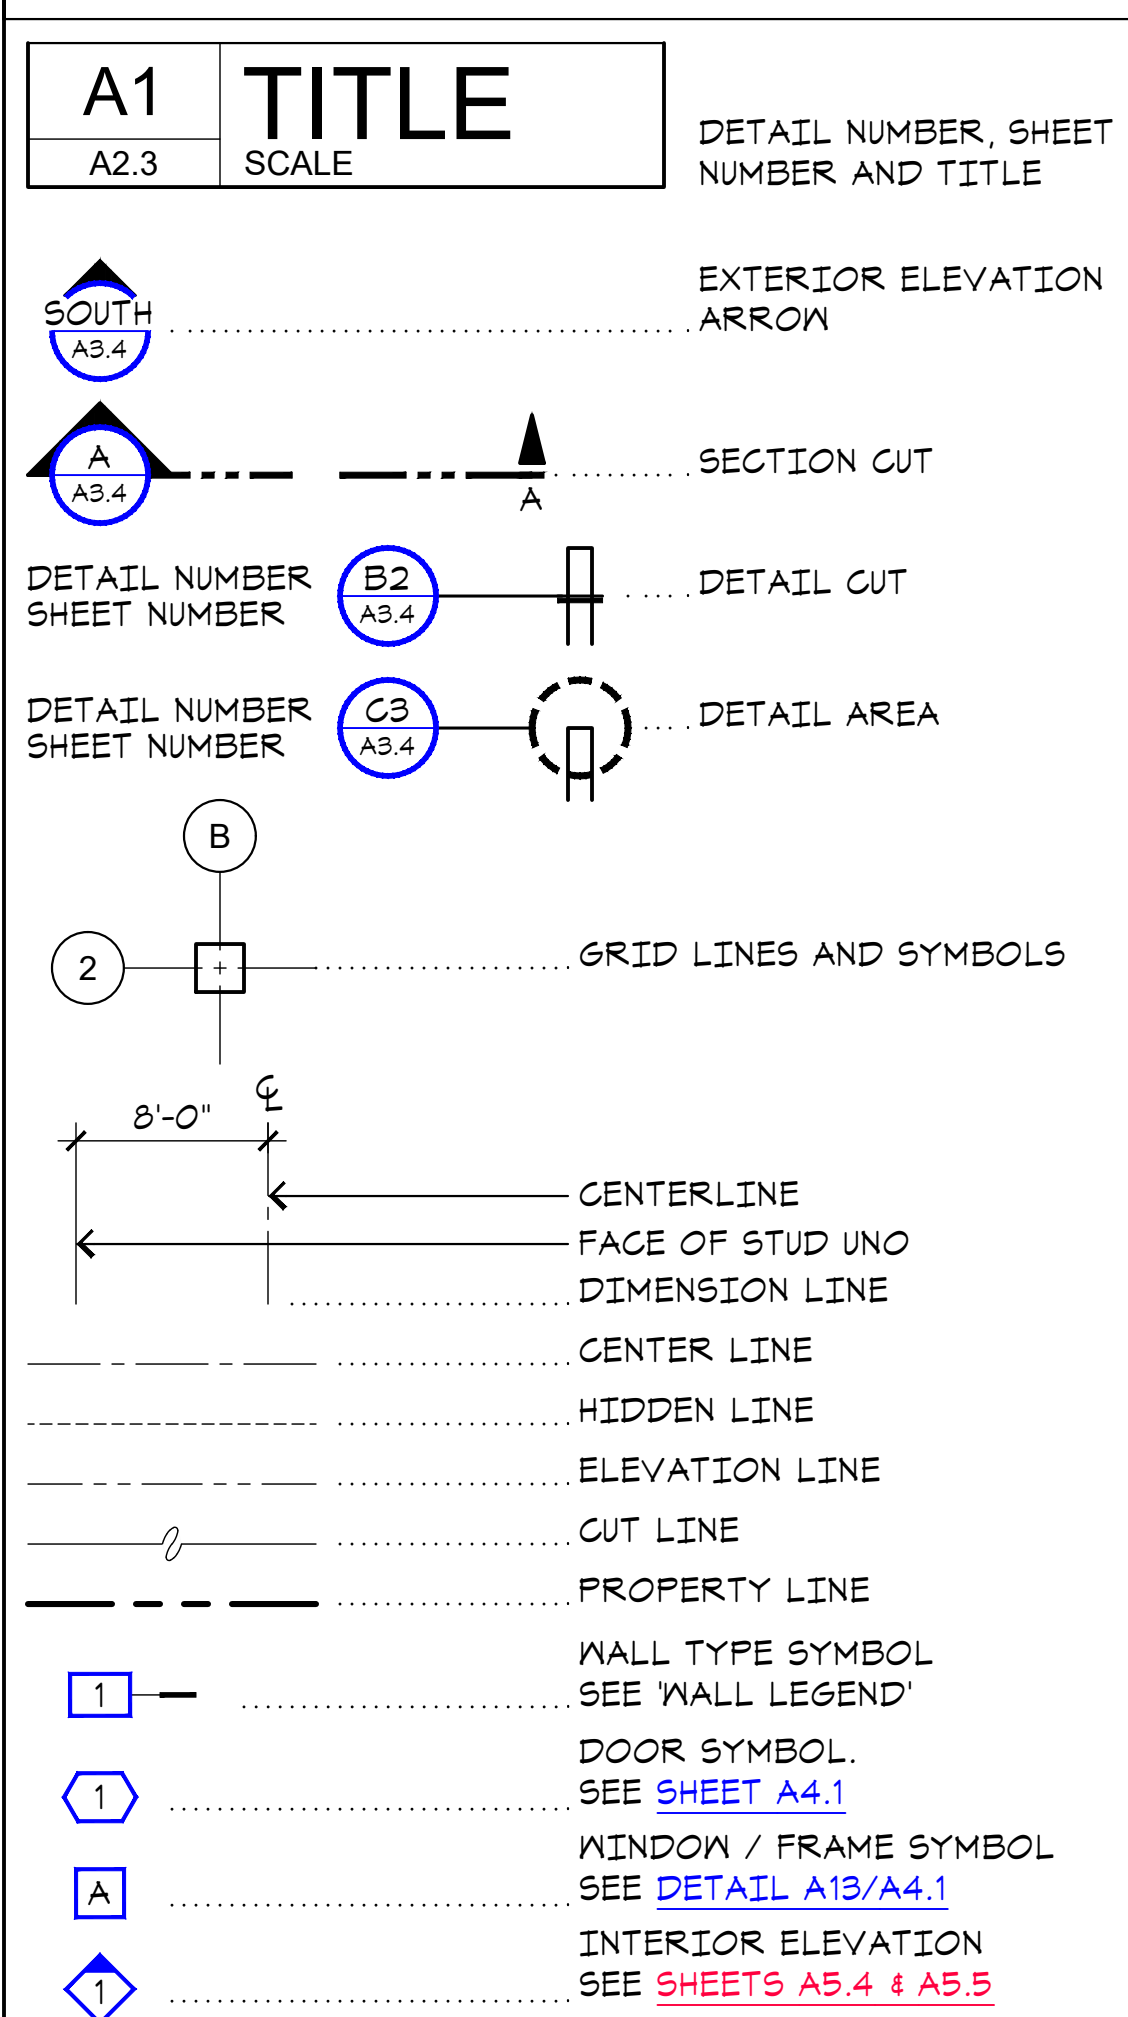 A1
TITLE
A2.3
SCALE
DETAIL NUMBER, SHEET
NUMBER AND TITLE
SOUTH
A3.4
EXTERIOR ELEVATION
ARROW
A
A3.4
A
SECTION CUT
DETAIL NUMBER
SHEET NUMBER
B2
A3.4
DETAIL CUT
DETAIL NUMBER
SHEET NUMBER
C3
A3.4
DETAIL AREA
B
2
GRID LINES AND SYMBOLS
8'-0"
℄
CENTERLINE
FACE OF STUD UNO
DIMENSION LINE
CENTER LINE
HIDDEN LINE
ELEVATION LINE
CUT LINE
PROPERTY LINE
1
WALL TYPE SYMBOL
SEE 'WALL LEGEND'
1
DOOR SYMBOL.
SEE SHEET A4.1
A
WINDOW / FRAME SYMBOL
SEE DETAIL A13/A4.1
1
INTERIOR ELEVATION
SEE SHEETS A5.4 & A5.5